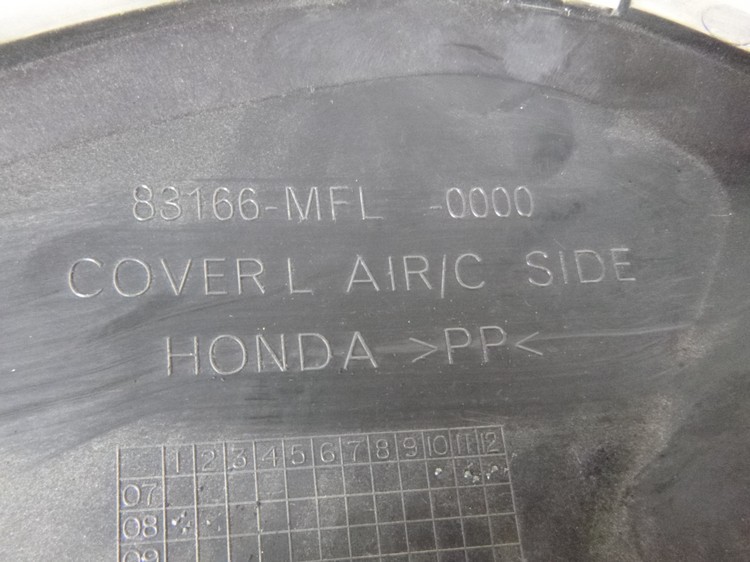 83166-MFL -0000
COVER L AIR/C SIDE
HONDA >PP<
1 2 3 4 5 6 7 8 9 10 11 12
07
08
09